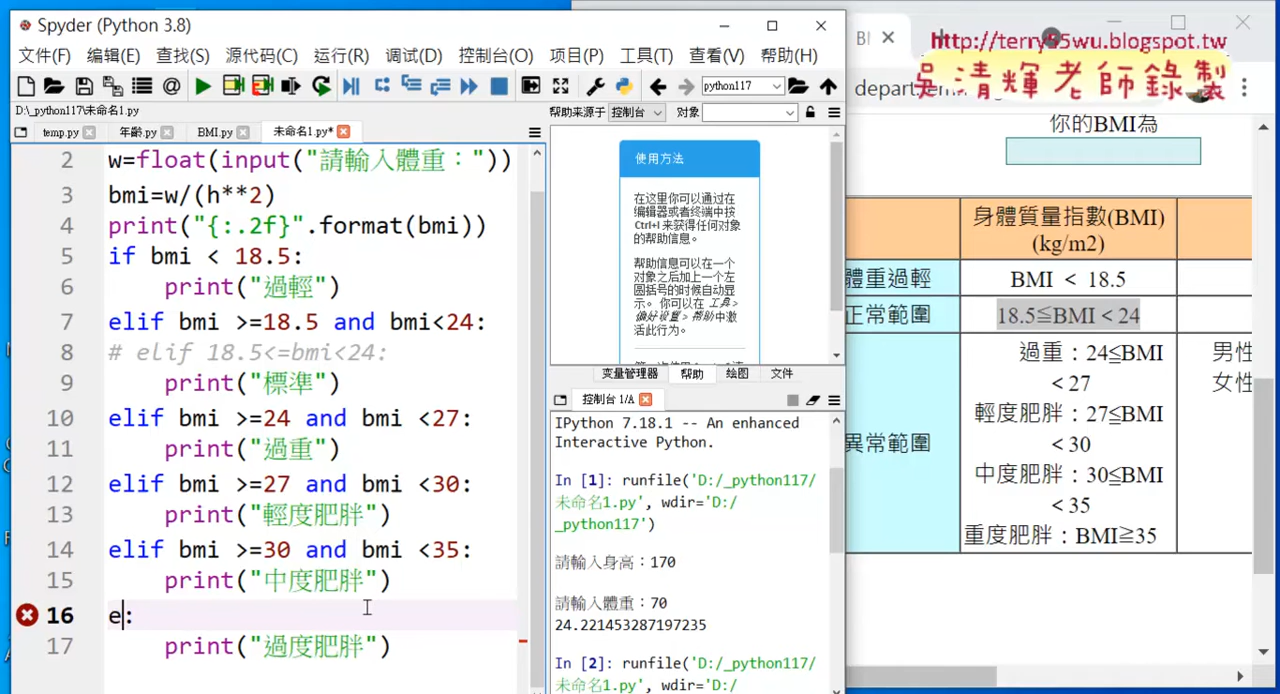 Spyder (Python 3.8)
文件(F) 编辑(E) 查找(S) 源代码(C) 运行(R) 调试(D) 控制台(O) 项目(P) 工具(T) 查看(V) 帮助(H)
python117
D:\_python117\未命名1.py
temp.py 年齡.py BMI.py 未命名1.py*
2 w=float(input("請輸入體重："))
3 bmi=w/(h**2)
4 print("{:.2f}".format(bmi))
5 if bmi < 18.5:
6 print("過輕")
7 elif bmi >=18.5 and bmi<24:
8 # elif 18.5<=bmi<24:
9 print("標準")
10 elif bmi >=24 and bmi <27:
11 print("過重")
12 elif bmi >=27 and bmi <30:
13 print("輕度肥胖")
14 elif bmi >=30 and bmi <35:
15 print("中度肥胖")
16 e:
17 print("過度肥胖")
帮助来源于 控制台 对象
使用方法
在这里你可以通过在
编辑器或者终端中按
Ctrl+I 来获得任何对象
的帮助信息。
帮助信息可以在一个
对象之后加上一个左
圆括号的时候自动显
示。 你可以在 工具>
偏好设置> 帮助中激
活此行为。
变量管理器 帮助 绘图 文件
控制台 1/A
IPython 7.18.1 -- An enhanced
Interactive Python.
In [1]: runfile('D:/_python117/
未命名1.py', wdir='D:/
_python117')
請輸入身高：170
請輸入體重：70
24.221453287197235
In [2]: runfile('D:/_python117/
未命名1.py', wdir='D:/
BI
http://terry55wu.blogspot.tw
吳清輝老師錄製
depart
你的BMI為
身體質量指數(BMI)
(kg/m2)
體重過輕 BMI < 18.5
正常範圍 18.5≦BMI < 24
異常範圍
過重：24≦BMI
< 27
輕度肥胖：27≦BMI
< 30
中度肥胖：30≦BMI
< 35
重度肥胖：BMI≧35
男性
女性